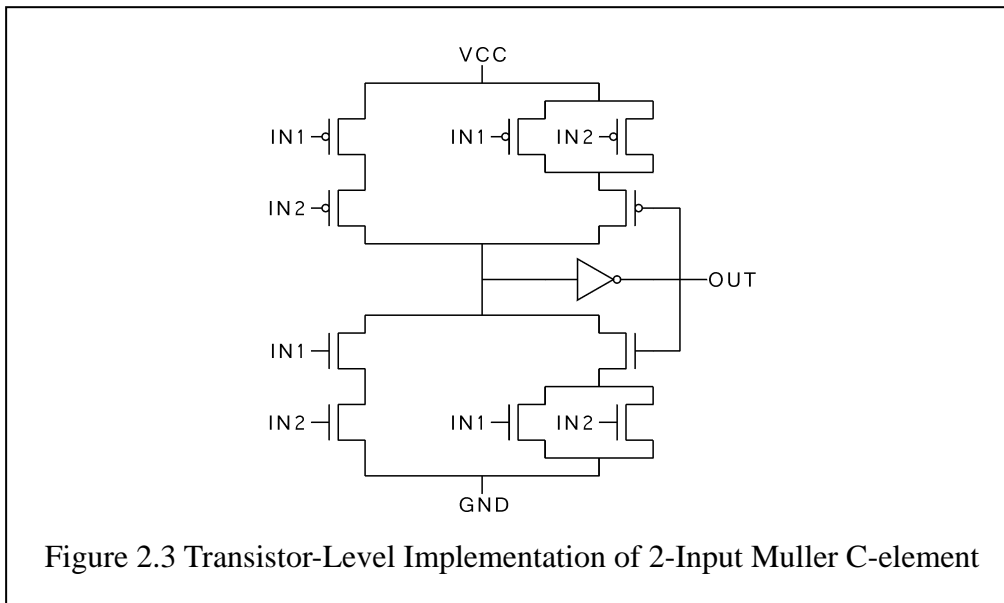 VCC
IN1
IN1
IN2
IN2
OUT
IN1
IN2
IN1
IN2
GND
Figure 2.3 Transistor-Level Implementation of 2-Input Muller C-element